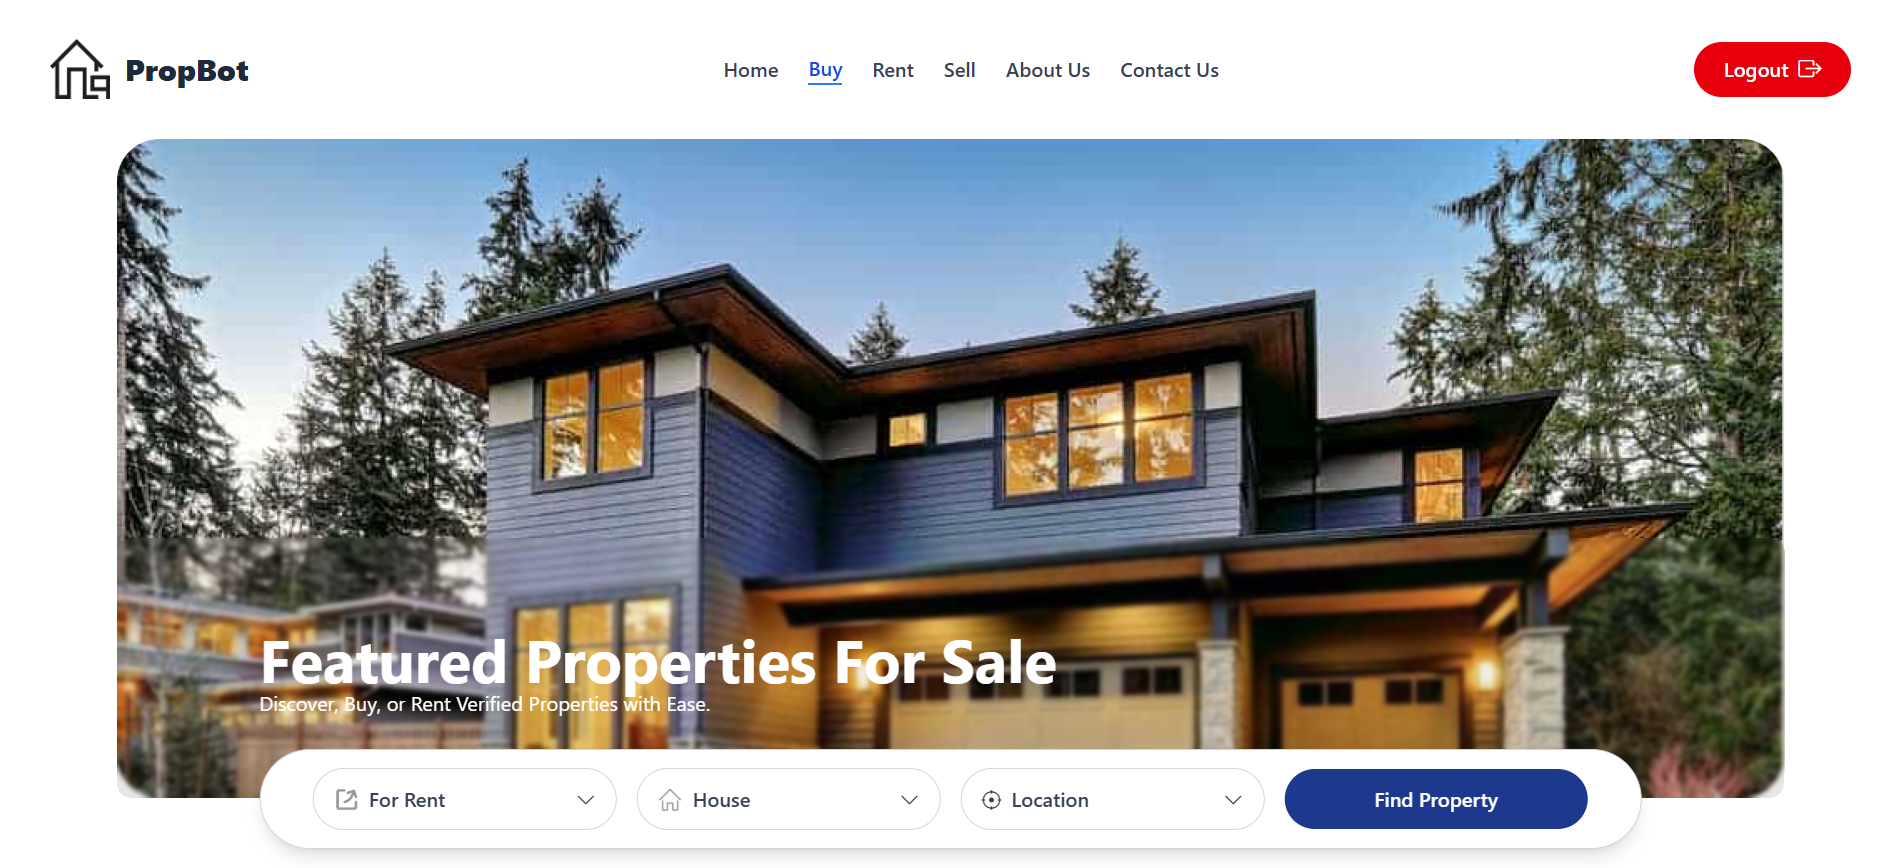 PropBot
Home Buy Rent Sell About Us Contact Us
Logout
Featured Properties For Sale
Discover, Buy, or Rent Verified Properties with Ease.
For Rent
House
Location
Find Property